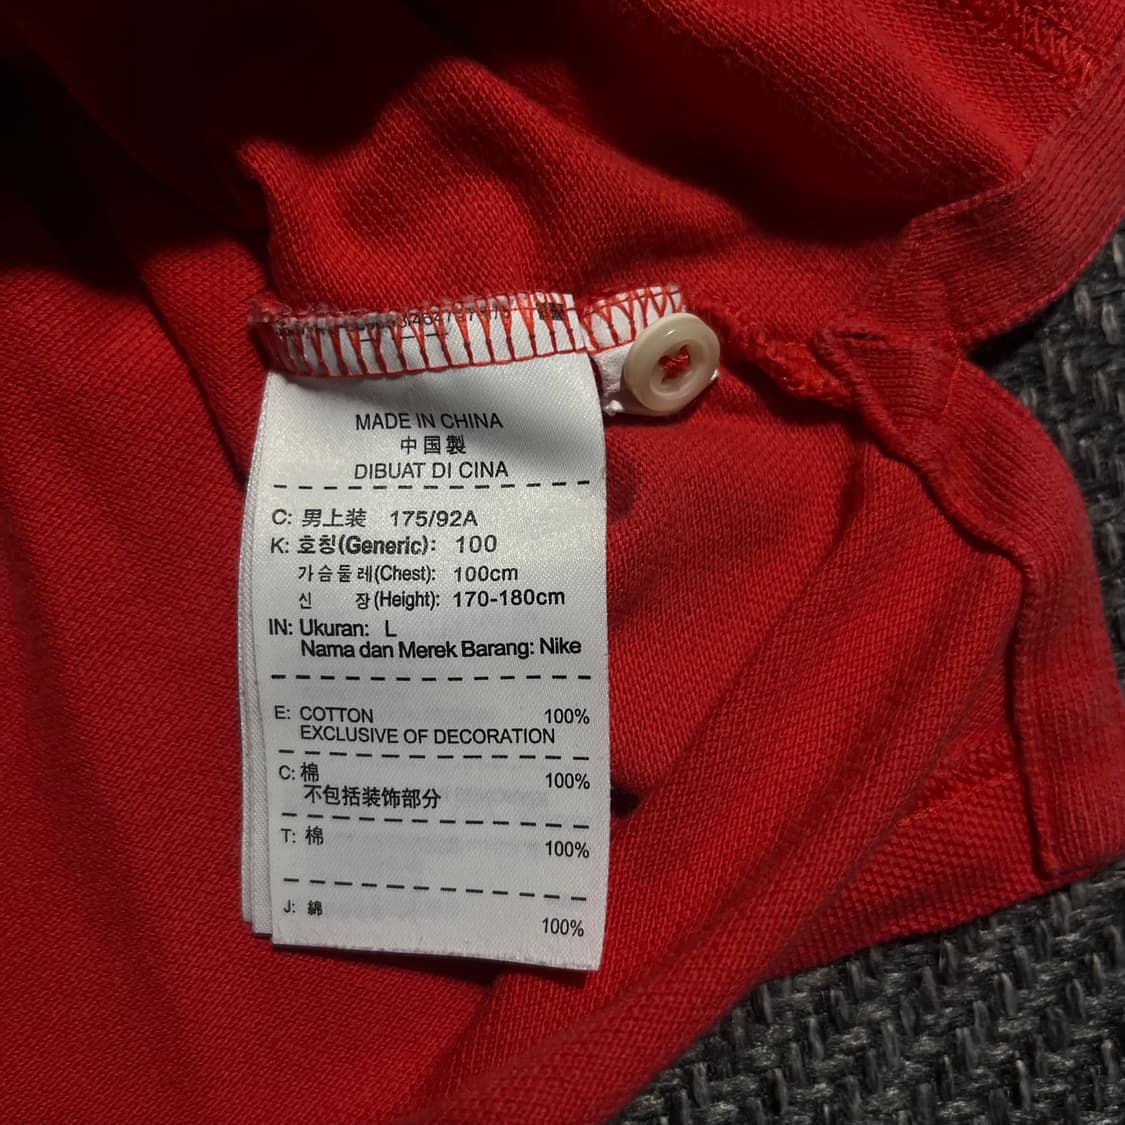 MADE IN CHINA
中国製
DIBUAT DI CINA
C: 男上装 175/92A
K: 호칭(Generic): 100
가슴둘레(Chest): 100cm
신 장(Height): 170-180cm
IN: Ukuran: L
Nama dan Merek Barang: Nike
E: COTTON 100%
EXCLUSIVE OF DECORATION
C: 棉 100%
不包括装饰部分
T: 棉 100%
J: 綿 100%